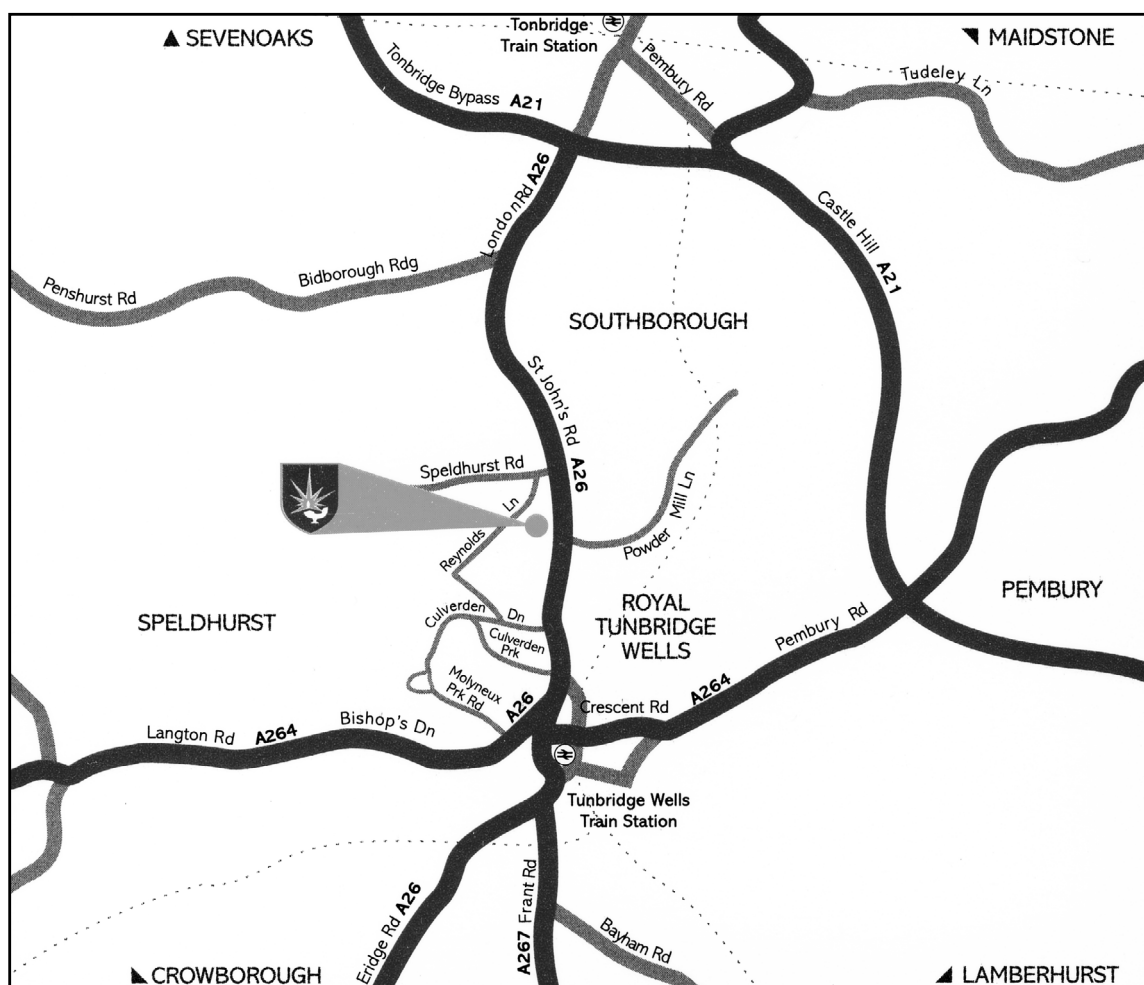 SEVENOAKS
Tonbridge
Train Station
MAIDSTONE
Tonbridge Bypass A21
Pembury Rd
Tudeley Ln
London Rd A26
Castle Hill A21
Penshurst Rd
Bidborough Rdg
SOUTHBOROUGH
St John's Rd A26
Speldhurst Rd
Reynolds Ln
Powder Mill Ln
SPELDHURST
Culverden Dn
Culverden
Prk
ROYAL
TUNBRIDGE
WELLS
PEMBURY
Pembury Rd
Molyneux
Prk Rd
A26
A264
Crescent Rd
Langton Rd A264 Bishop's Dn
Tunbridge Wells
Train Station
Eridge Rd A26
A267 Frant Rd
Bayham Rd
CROWBOROUGH
LAMBERHURST